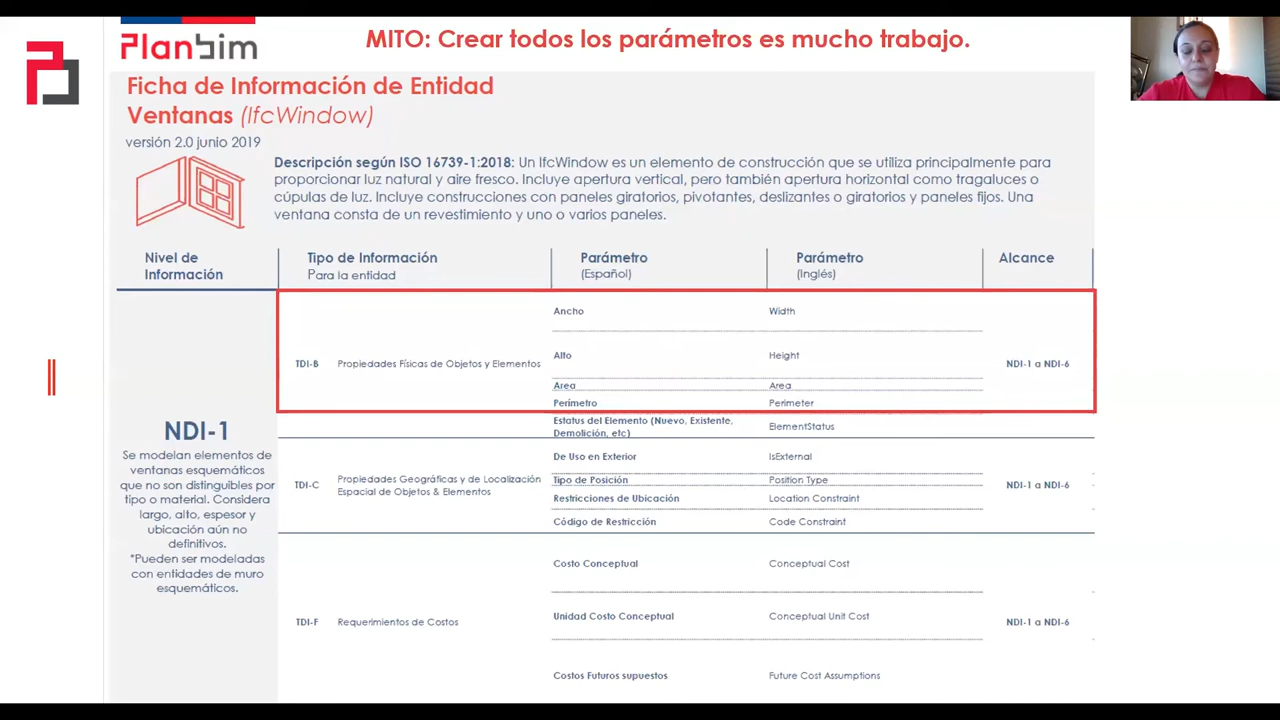 MITO: Crear todos los parámetros es mucho trabajo.
Planbim
Ficha de Información de Entidad
Ventanas (IfcWindow)
versión 2.0 junio 2019
Descripción según ISO 16739-1:2018: Un IfcWindow es un elemento de construcción que se utiliza principalmente para
proporcionar luz natural y aire fresco. Incluye apertura vertical, pero también apertura horizontal como tragaluces o
cúpulas de luz. Incluye construcciones con paneles giratorios, pivotantes, deslizantes o giratorios y paneles fijos. Una
ventana consta de un revestimiento y uno o varios paneles.
Nivel de
Información
Tipo de Información
Para la entidad
Parámetro
(Español)
Parámetro
(Inglés)
Alcance
NDI-1
Se modelan elementos de
ventanas esquemáticos
que no son distinguibles por
tipo o material. Considera
largo, alto, espesor y
ubicación aún no
definitivos.
*Pueden ser modeladas
con entidades de muro
esquemáticos.
TDI-B Propiedades Físicas de Objetos y Elementos
Ancho Width
Alto Height
Area Area
Perímetro Perimeter
Estatus del Elemento (Nuevo, Existente,
Demolición, etc) ElementStatus
NDI-1 a NDI-6
TDI-C Propiedades Geográficas y de Localización
Espacial de Objetos & Elementos
De Uso en Exterior IsExternal
Tipo de Posición Position Type
Restricciones de Ubicación Location Constraint
Código de Restricción Code Constraint
NDI-1 a NDI-6
TDI-F Requerimientos de Costos
Costo Conceptual Conceptual Cost
Unidad Costo Conceptual Conceptual Unit Cost
Costos Futuros supuestos Future Cost Assumptions
NDI-1 a NDI-6